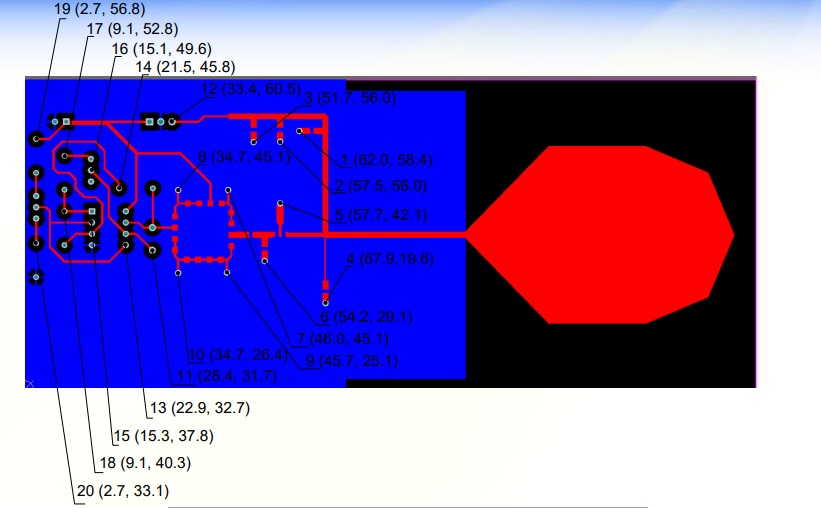 19 (2.7, 56.8)
17 (9.1, 52.8)
16 (15.1, 49.6)
14 (21.5, 45.8)
12 (33.4, 60.5)
3 (51.7, 56.0)
8 (34.7, 45.1)
1 (62.0, 58.4)
2 (57.5, 56.0)
5 (57.7, 42.1)
4 (67.9,19.6)
6 (54.2, 29.1)
7 (46.0, 45.1)
10 (34.7, 26.4)
9 (45.7, 25.1)
11 (28.4, 31.7)
13 (22.9, 32.7)
15 (15.3, 37.8)
18 (9.1, 40.3)
20 (2.7, 33.1)